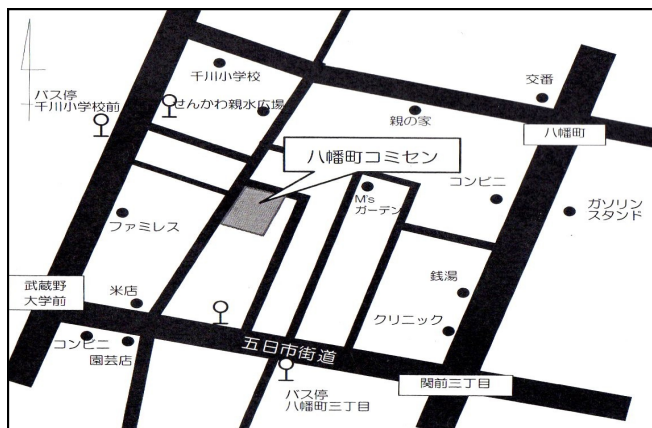 千川小学校
バス停
千川小学校前
せんかわ親水広場
交番
親の家
八幡町
八幡町コミセン
コンビニ
M's
ガーデン
ガソリン
スタンド
ファミレス
武蔵野
大学前
米店
銭湯
クリニック
コンビニ
園芸店
五日市街道
関前三丁目
バス停
八幡町三丁目